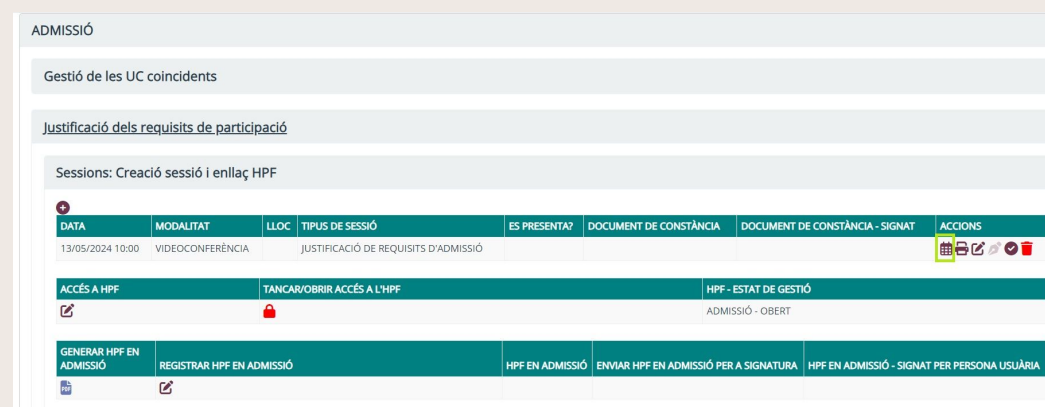 ADMISSIÓ
Gestió de les UC coincidents
Justificació dels requisits de participació
Sessions: Creació sessió i enllaç HPF
DATA MODALITAT LLOC TIPUS DE SESSIÓ ES PRESENTA? DOCUMENT DE CONSTÀNCIA DOCUMENT DE CONSTÀNCIA - SIGNAT ACCIONS
13/05/2024 10:00 VIDEOCONFERÈNCIA JUSTIFICACIÓ DE REQUISITS D'ADMISSIÓ
ACCÉS A HPF TANCAR/OBRIR ACCÉS A L'HPF HPF - ESTAT DE GESTIÓ
ADMISSIÓ - OBERT
GENERAR HPF EN
ADMISSIÓ REGISTRAR HPF EN ADMISSIÓ HPF EN ADMISSIÓ ENVIAR HPF EN ADMISSIÓ PER A SIGNATURA HPF EN ADMISSIÓ - SIGNAT PER PERSONA USUÀRIA
PDF